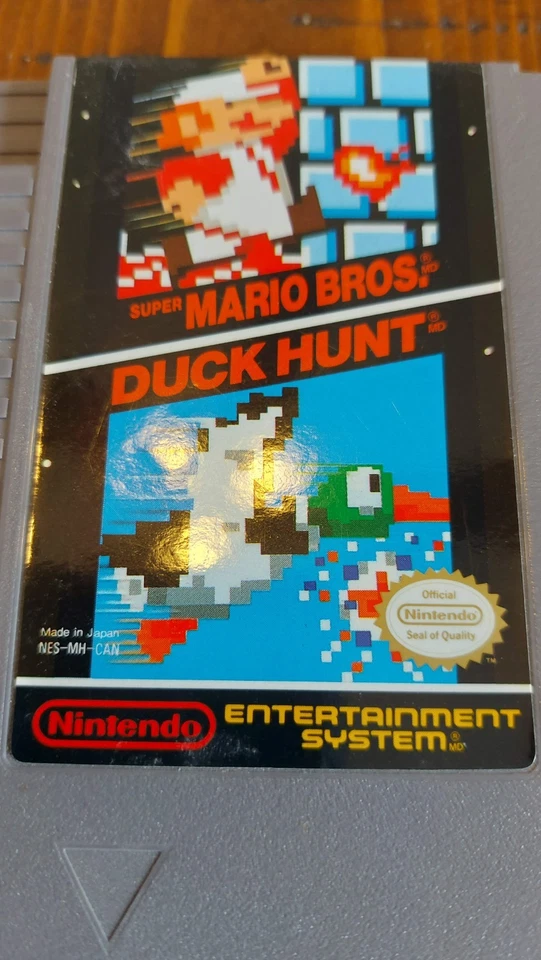 SUPER MARIO BROS.® MD
DUCK HUNT® MD
Official
Nintendo®
Seal of Quality
TM
Made in Japan
NES-MH-CAN
Nintendo®
ENTERTAINMENT
SYSTEM® MD